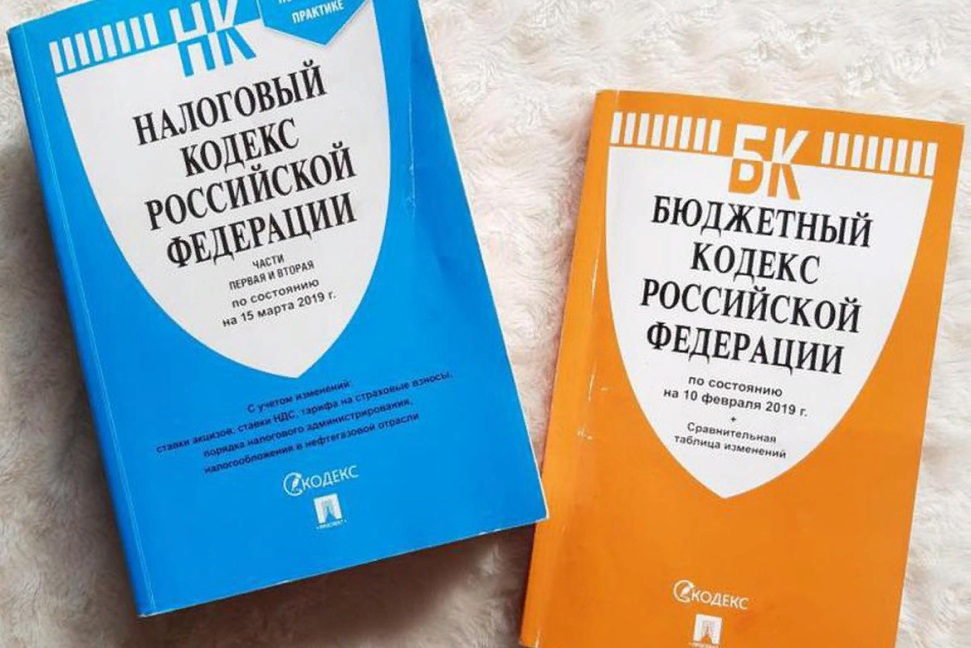 ПРАКТИКЕ
НК
НАЛОГОВЫЙ
КОДЕКС
РОССИЙСКОЙ
ФЕДЕРАЦИИ
ЧАСТИ
ПЕРВАЯ И ВТОРАЯ
по состоянию
на 15 марта 2019 г.
С учетом изменений:
ставки акцизов, ставки НДС, тарифа на страховые взносы,
порядка налогового администрирования,
налогообложения в нефтегазовой отрасли
КОДЕКС
•ПРОСПЕКТ•
БК
БЮДЖЕТНЫЙ
КОДЕКС
РОССИЙСКОЙ
ФЕДЕРАЦИИ
по состоянию
на 10 февраля 2019 г.
+
Сравнительная
таблица изменений
КОДЕКС